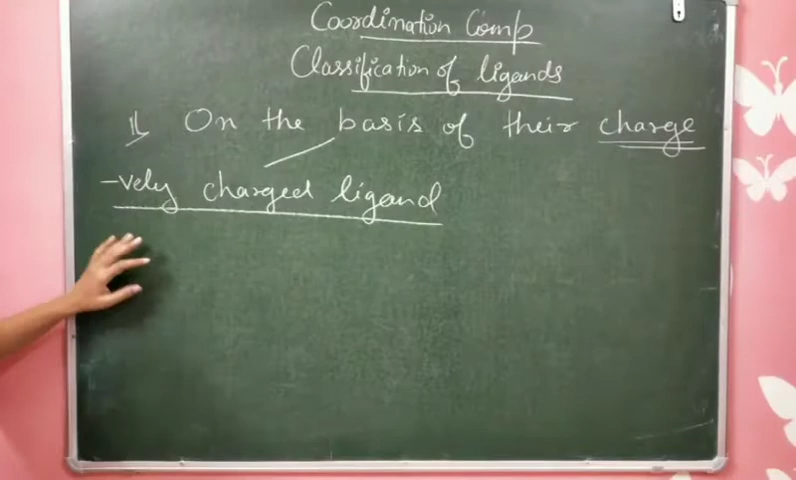 Coordination Comp
Classification of ligands
1) On the basis of their charge
-vely charged ligand